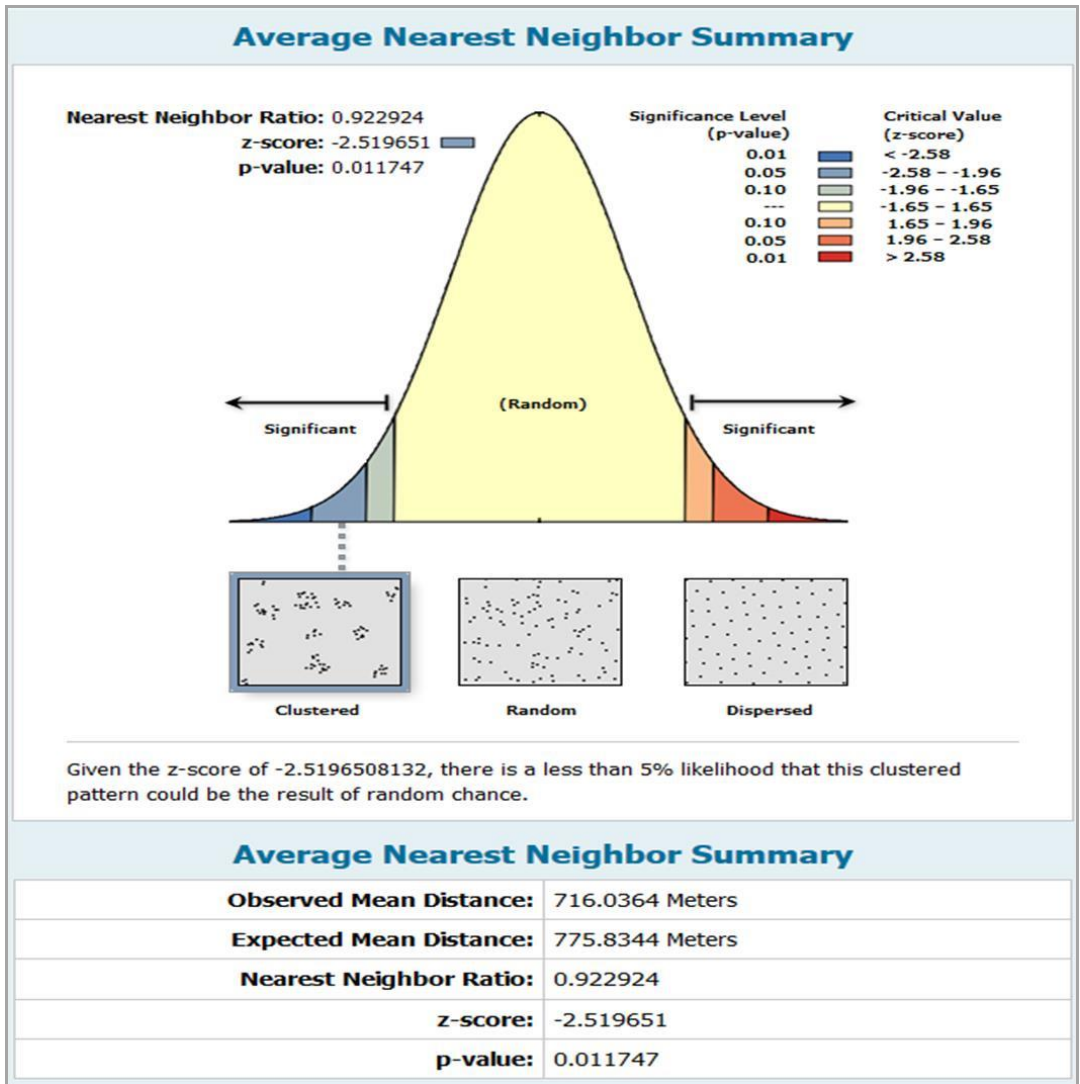 Average Nearest Neighbor Summary
Nearest Neighbor Ratio: 0.922924
z-score: -2.519651
p-value: 0.011747
Significance Level (p-value) Critical Value (z-score)
0.01 < -2.58
0.05 -2.58 – -1.96
0.10 -1.96 – -1.65
--- -1.65 – 1.65
0.10 1.65 – 1.96
0.05 1.96 – 2.58
0.01 > 2.58
(Random)
Significant Significant
Clustered Random Dispersed
Given the z-score of -2.5196508132, there is a less than 5% likelihood that this clustered
pattern could be the result of random chance.
Average Nearest Neighbor Summary
Observed Mean Distance: 716.0364 Meters
Expected Mean Distance: 775.8344 Meters
Nearest Neighbor Ratio: 0.922924
z-score: -2.519651
p-value: 0.011747